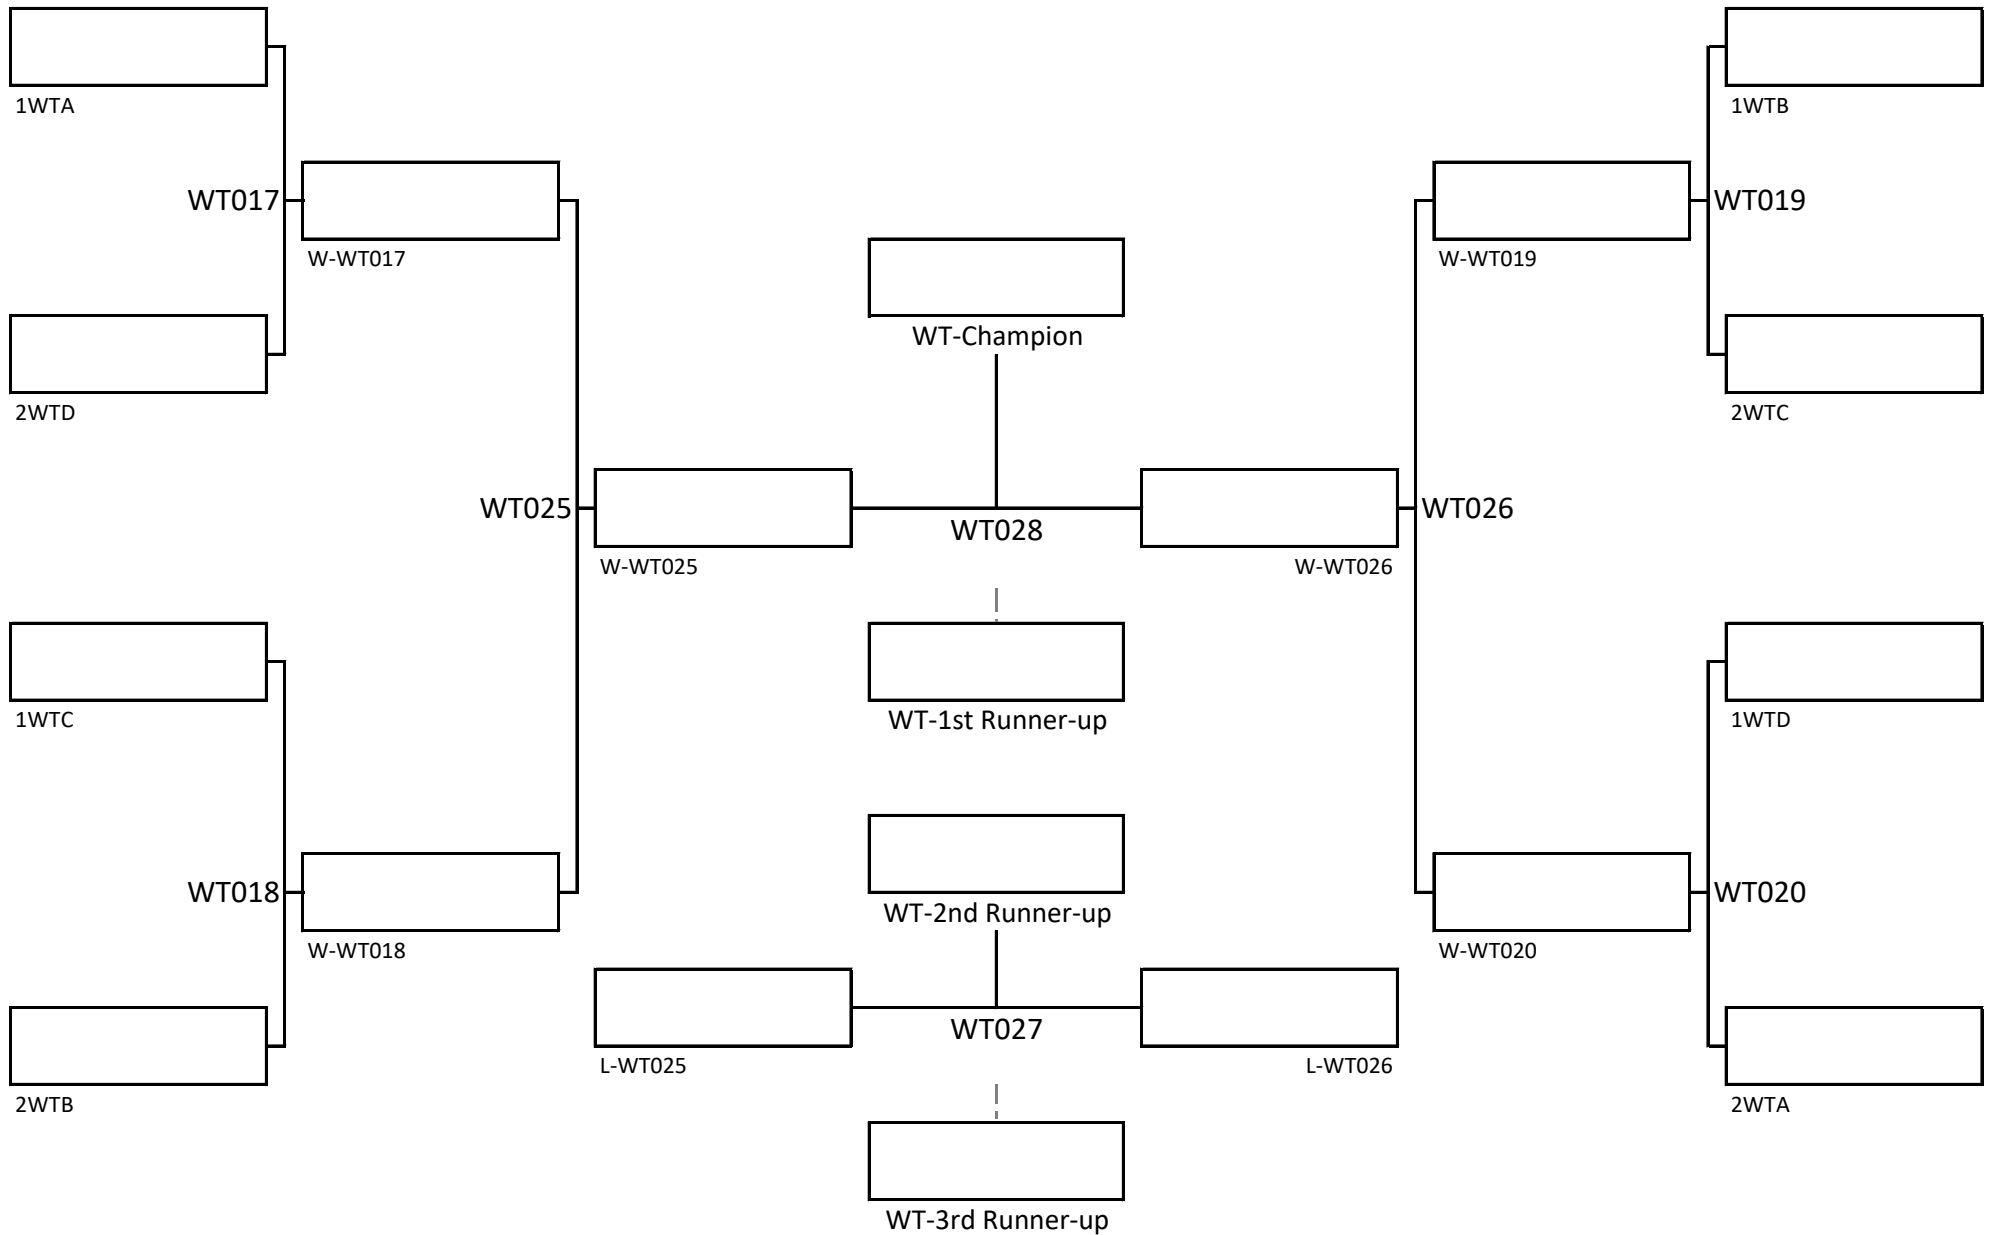 1WTA
1WTB
WT017
WT019
W-WT017
W-WT019
WT-Champion
2WTD
2WTC
WT025
WT028
WT026
W-WT025
W-WT026
1WTC
WT-1st Runner-up
1WTD
WT018
WT-2nd Runner-up
WT020
W-WT018
W-WT020
WT027
L-WT025
L-WT026
2WTB
2WTA
WT-3rd Runner-up